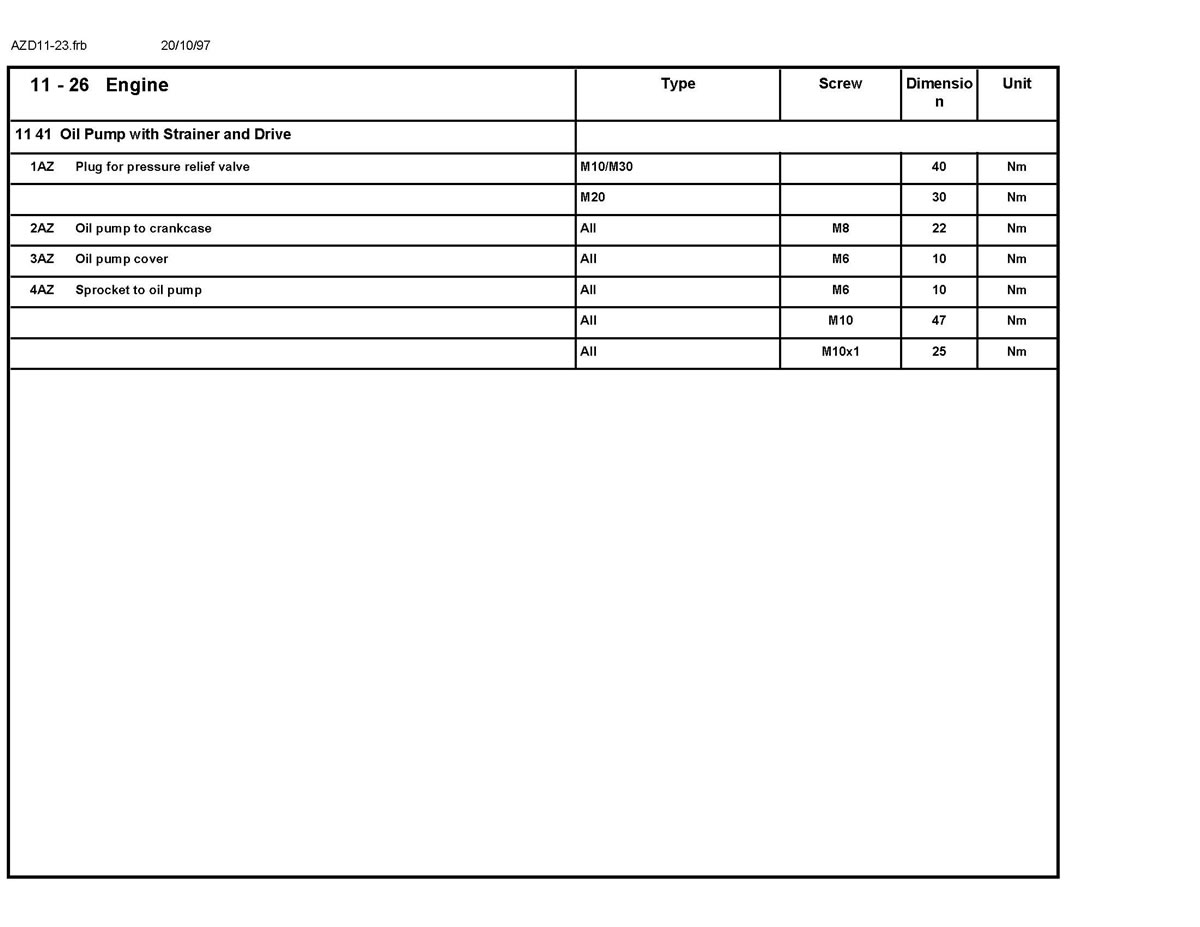 AZD11-23.frb 20/10/97
11 - 26 Engine Type Screw Dimensio
n Unit
11 41 Oil Pump with Strainer and Drive
1AZ Plug for pressure relief valve M10/M30 40 Nm
M20 30 Nm
2AZ Oil pump to crankcase All M8 22 Nm
3AZ Oil pump cover All M6 10 Nm
4AZ Sprocket to oil pump All M6 10 Nm
All M10 47 Nm
All M10x1 25 Nm